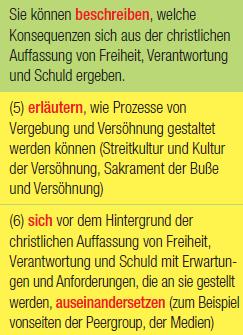 Sie können beschreiben, welche
Konsequenzen sich aus der christlichen
Auffassung von Freiheit, Verantwortung
und Schuld ergeben.
(5) erläutern, wie Prozesse von
Vergebung und Versöhnung gestaltet
werden können (Streitkultur und Kultur
der Versöhnung, Sakrament der Buße
und Versöhnung)
(6) sich vor dem Hintergrund der
christlichen Auffassung von Freiheit,
Verantwortung und Schuld mit Erwartun-
gen und Anforderungen, die an sie gestellt
werden, auseinandersetzen (zum Beispiel
vonseiten der Peergroup, der Medien)